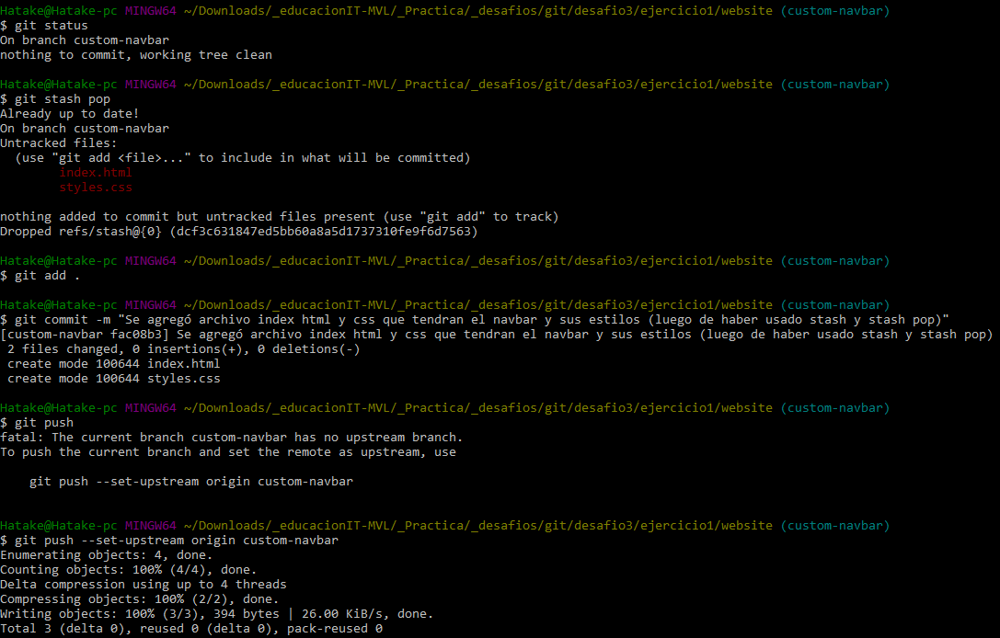 Hatake@Hatake-pc MINGW64 ~/Downloads/_educacionIT-MVL/_Practica/_desafios/git/desafio3/ejercicio1/website (custom-navbar)
$ git status
On branch custom-navbar
nothing to commit, working tree clean
Hatake@Hatake-pc MINGW64 ~/Downloads/_educacionIT-MVL/_Practica/_desafios/git/desafio3/ejercicio1/website (custom-navbar)
$ git stash pop
Already up to date!
On branch custom-navbar
Untracked files:
  (use "git add <file>..." to include in what will be committed)
        index.html
        styles.css
nothing added to commit but untracked files present (use "git add" to track)
Dropped refs/stash@{0} (dcf3c631847ed5bb60a8a5d1737310fe9f6d7563)
Hatake@Hatake-pc MINGW64 ~/Downloads/_educacionIT-MVL/_Practica/_desafios/git/desafio3/ejercicio1/website (custom-navbar)
$ git add .
Hatake@Hatake-pc MINGW64 ~/Downloads/_educacionIT-MVL/_Practica/_desafios/git/desafio3/ejercicio1/website (custom-navbar)
$ git commit -m "Se agregó archivo index html y css que tendran el navbar y sus estilos (luego de haber usado stash y stash pop)"
[custom-navbar fac08b3] Se agregó archivo index html y css que tendran el navbar y sus estilos (luego de haber usado stash y stash pop)
 2 files changed, 0 insertions(+), 0 deletions(-)
 create mode 100644 index.html
 create mode 100644 styles.css
Hatake@Hatake-pc MINGW64 ~/Downloads/_educacionIT-MVL/_Practica/_desafios/git/desafio3/ejercicio1/website (custom-navbar)
$ git push
fatal: The current branch custom-navbar has no upstream branch.
To push the current branch and set the remote as upstream, use
    git push --set-upstream origin custom-navbar
Hatake@Hatake-pc MINGW64 ~/Downloads/_educacionIT-MVL/_Practica/_desafios/git/desafio3/ejercicio1/website (custom-navbar)
$ git push --set-upstream origin custom-navbar
Enumerating objects: 4, done.
Counting objects: 100% (4/4), done.
Delta compression using up to 4 threads
Compressing objects: 100% (2/2), done.
Writing objects: 100% (3/3), 394 bytes | 26.00 KiB/s, done.
Total 3 (delta 0), reused 0 (delta 0), pack-reused 0